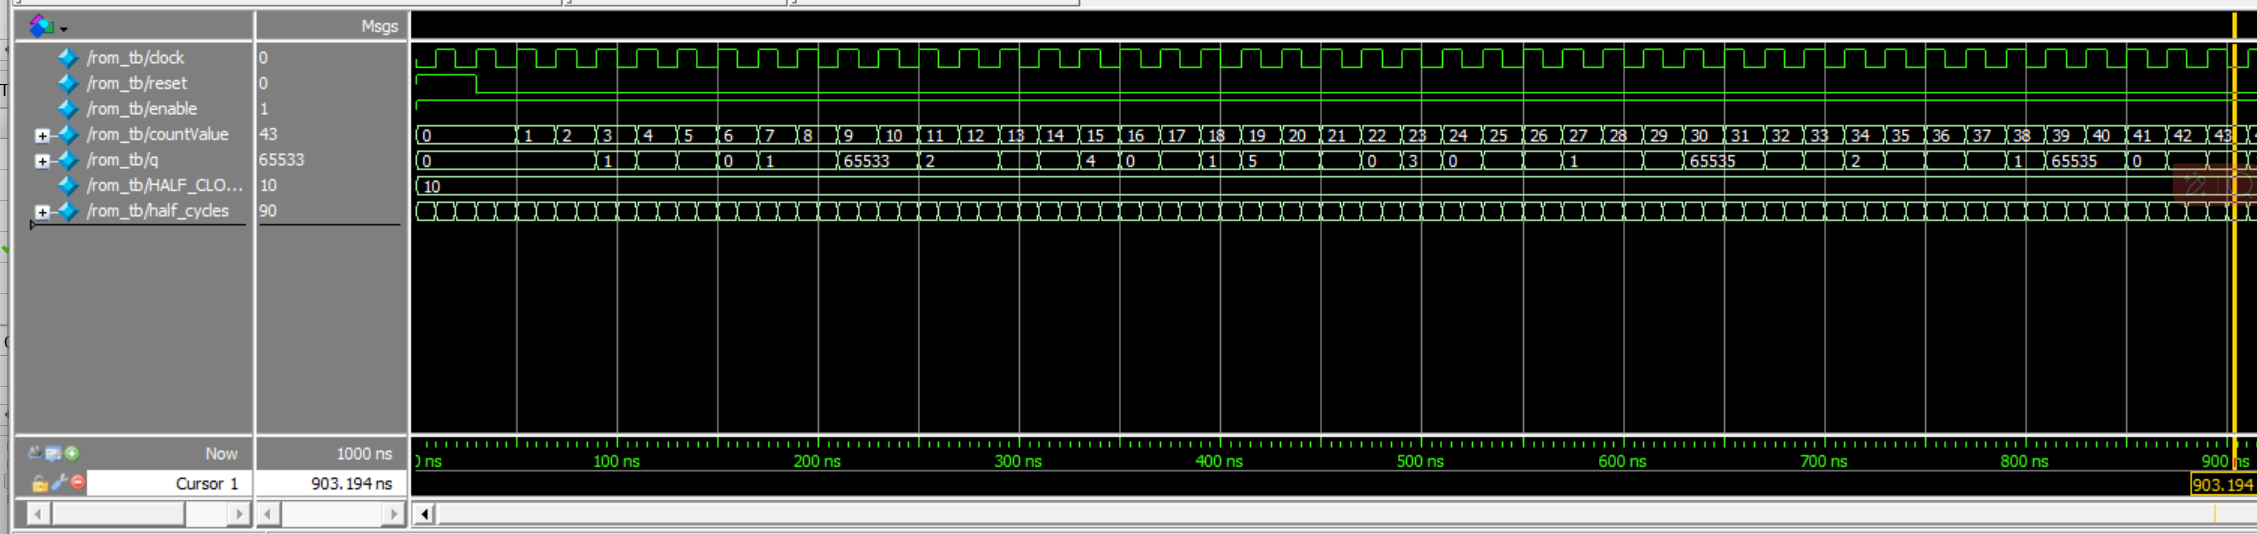 Msgs
/rom_tb/clock 0
/rom_tb/reset 0
/rom_tb/enable 1
/rom_tb/countValue 43 0 1 2 3 4 5 6 7 8 9 10 11 12 13 14 15 16 17 18 19 20 21 22 23 24 25 26 27 28 29 30 31 32 33 34 35 36 37 38 39 40 41 42 43
/rom_tb/q 65533 0 1 0 1 65533 2 4 0 1 5 0 3 0 1 65535 2 1 65535 0
/rom_tb/HALF_CLO... 10 10
/rom_tb/half_cycles 90
Now 1000 ns 0 ns 100 ns 200 ns 300 ns 400 ns 500 ns 600 ns 700 ns 800 ns 900 ns
Cursor 1 903.194 ns 903.194